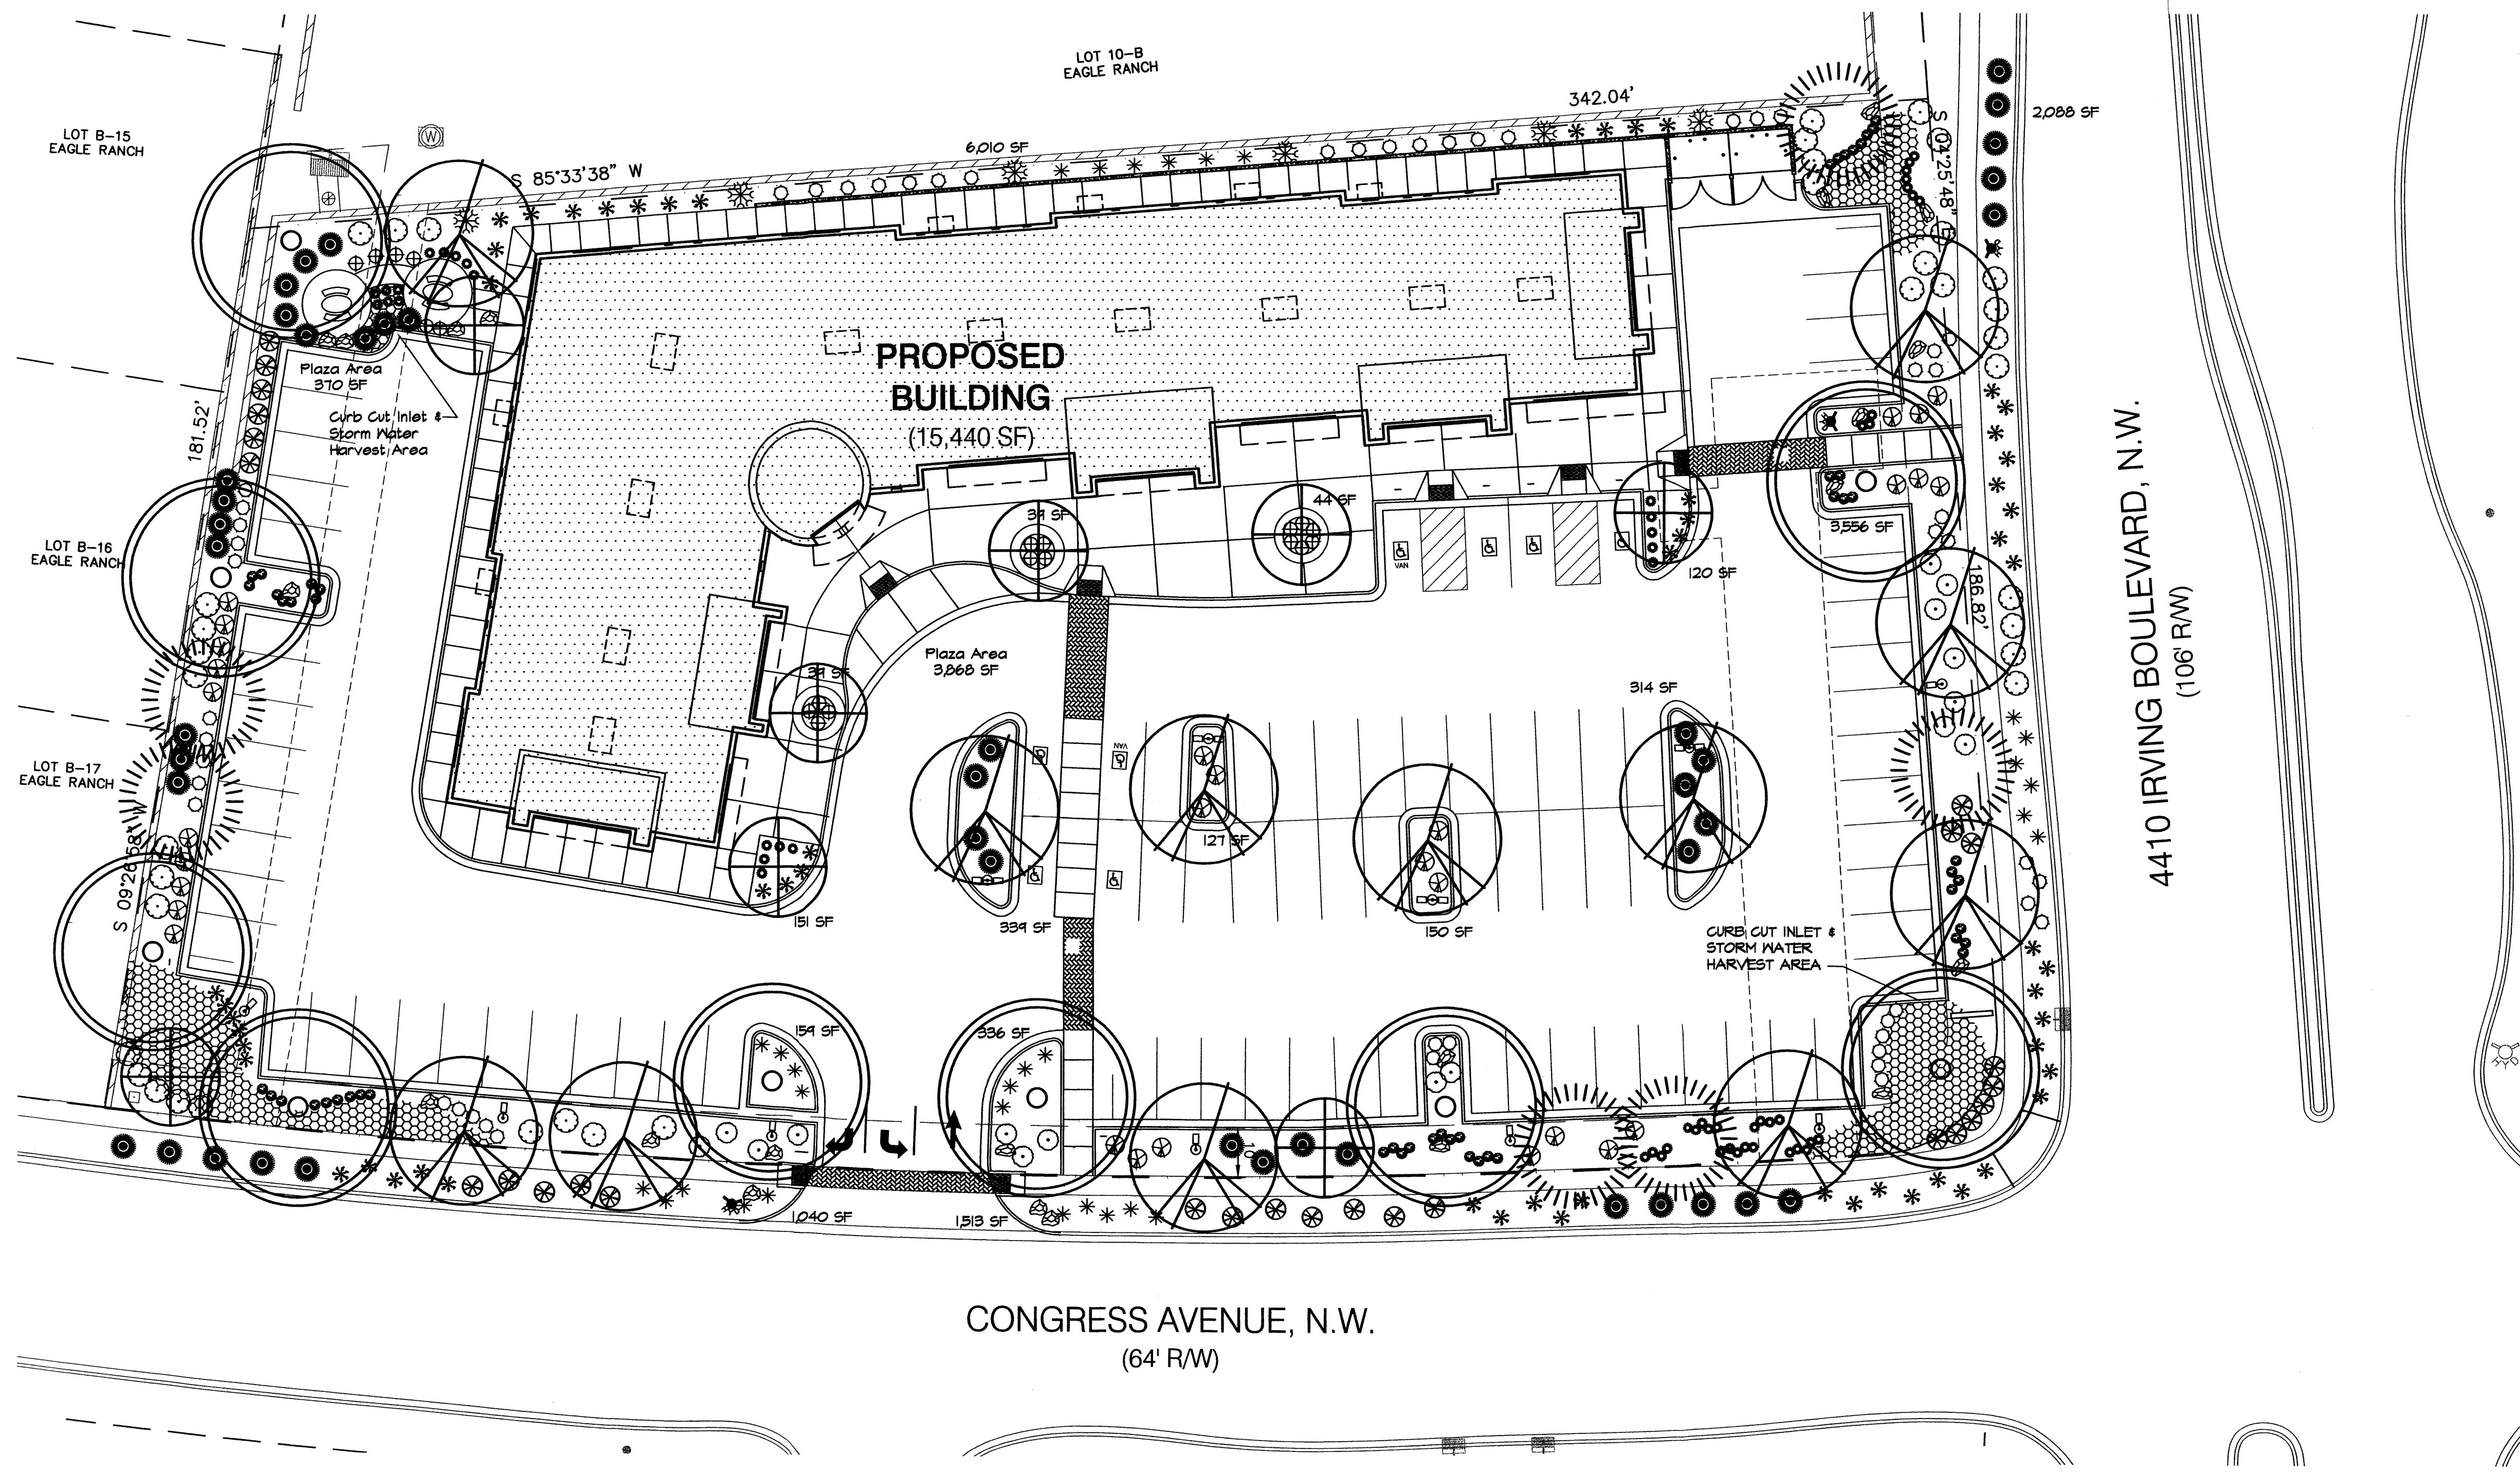 LOT 10-B
EAGLE RANCH
342.04'
2,088 SF
LOT B-15
EAGLE RANCH
W
6,010 SF
S 85°33'38" W
S 04°25'48" E
Plaza Area
370 SF
PROPOSED
BUILDING
(15,440 SF)
Curb Cut Inlet &
Storm Water
Harvest Area
181.52'
39 SF
44 SF
VAN
3,556 SF
120 SF
LOT B-16
EAGLE RANCH
186.82'
4410 IRVING BOULEVARD, N.W.
(106' R/W)
Plaza Area
3,868 SF
39 SF
314 SF
VAN
LOT B-17
EAGLE RANCH
S 09°26'58" W
127 SF
151 SF
339 SF
150 SF
CURB CUT INLET &
STORM WATER
HARVEST AREA
159 SF
336 SF
1,040 SF
1,513 SF
CONGRESS AVENUE, N.W.
(64' R/W)